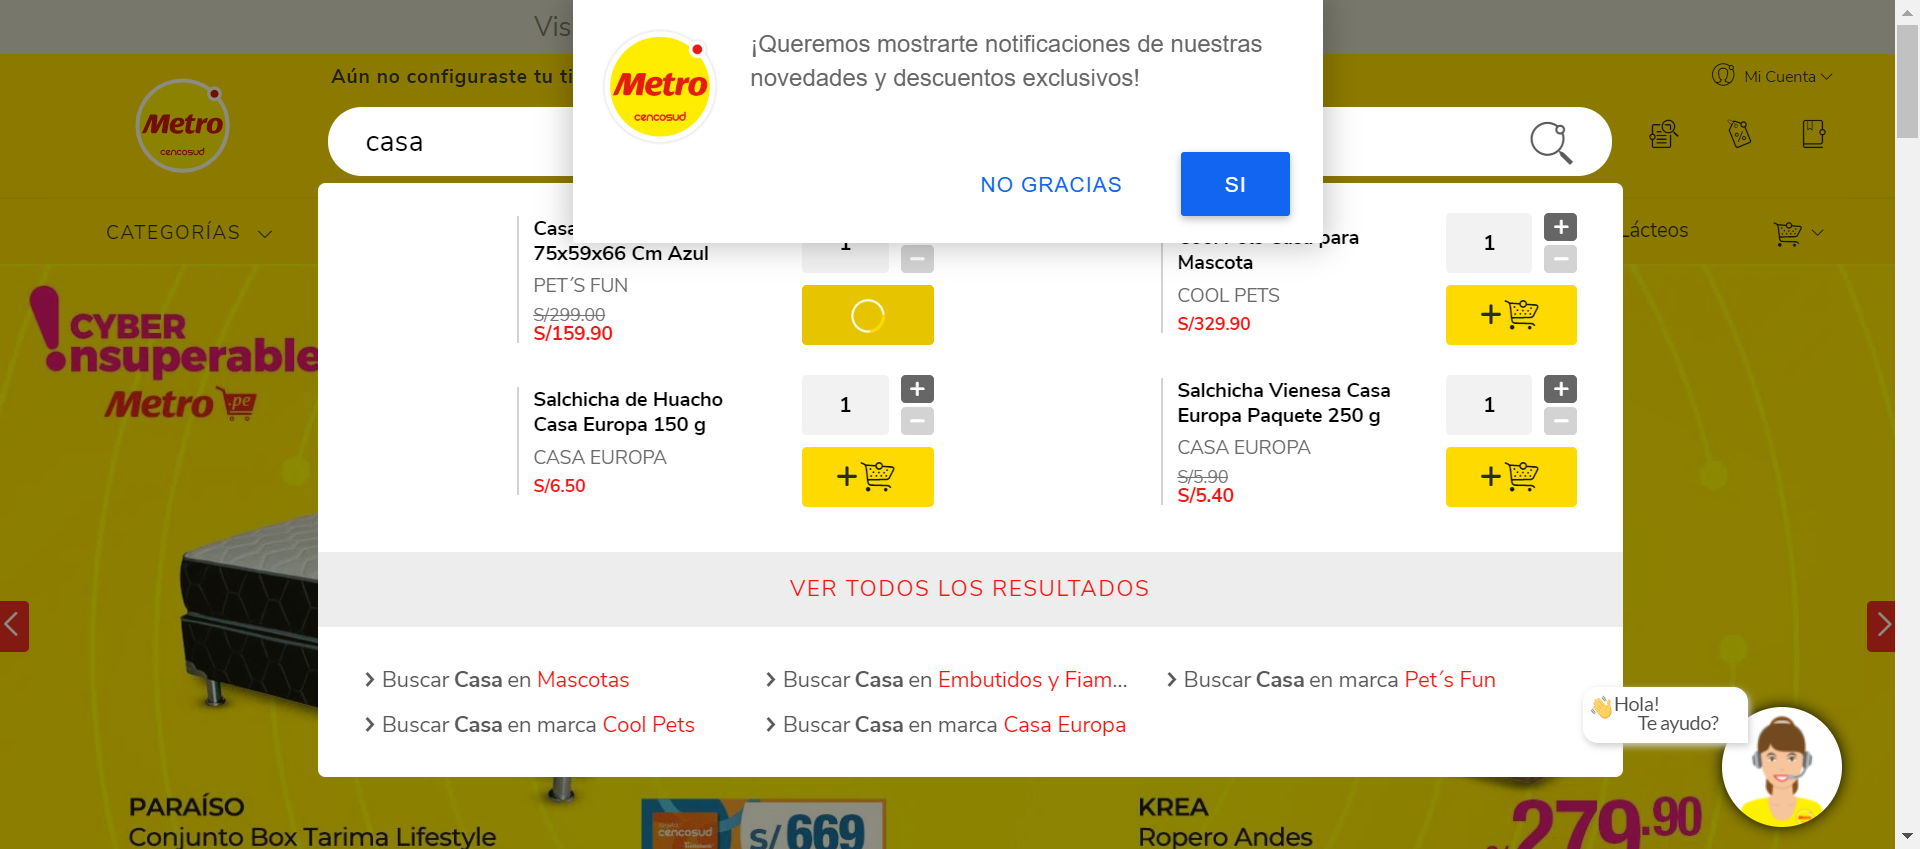 Vis
¡Queremos mostrarte notificaciones de nuestras
novedades y descuentos exclusivos!
NO GRACIAS
SI
Metro
cencosud
Metro
cencosud
Aún no configuraste tu ti
casa
Mi Cuenta
CATEGORÍAS
Lácteos
Casa
75x59x66 Cm Azul
PET´S FUN
S/299.00
S/159.90
1
para
Mascota
COOL PETS
S/329.90
1
Salchicha de Huacho
Casa Europa 150 g
CASA EUROPA
S/6.50
1
Salchicha Vienesa Casa
Europa Paquete 250 g
CASA EUROPA
S/5.90
S/5.40
1
VER TODOS LOS RESULTADOS
Buscar Casa en Mascotas
Buscar Casa en Embutidos y Fiam...
Buscar Casa en marca Pet´s Fun
Buscar Casa en marca Cool Pets
Buscar Casa en marca Casa Europa
CYBER
!nsuperable
Metro .pe
Hola!
Te ayudo?
PARAÍSO
Conjunto Box Tarima Lifestyle
cencosud
S/669
KREA
Ropero Andes
279.90